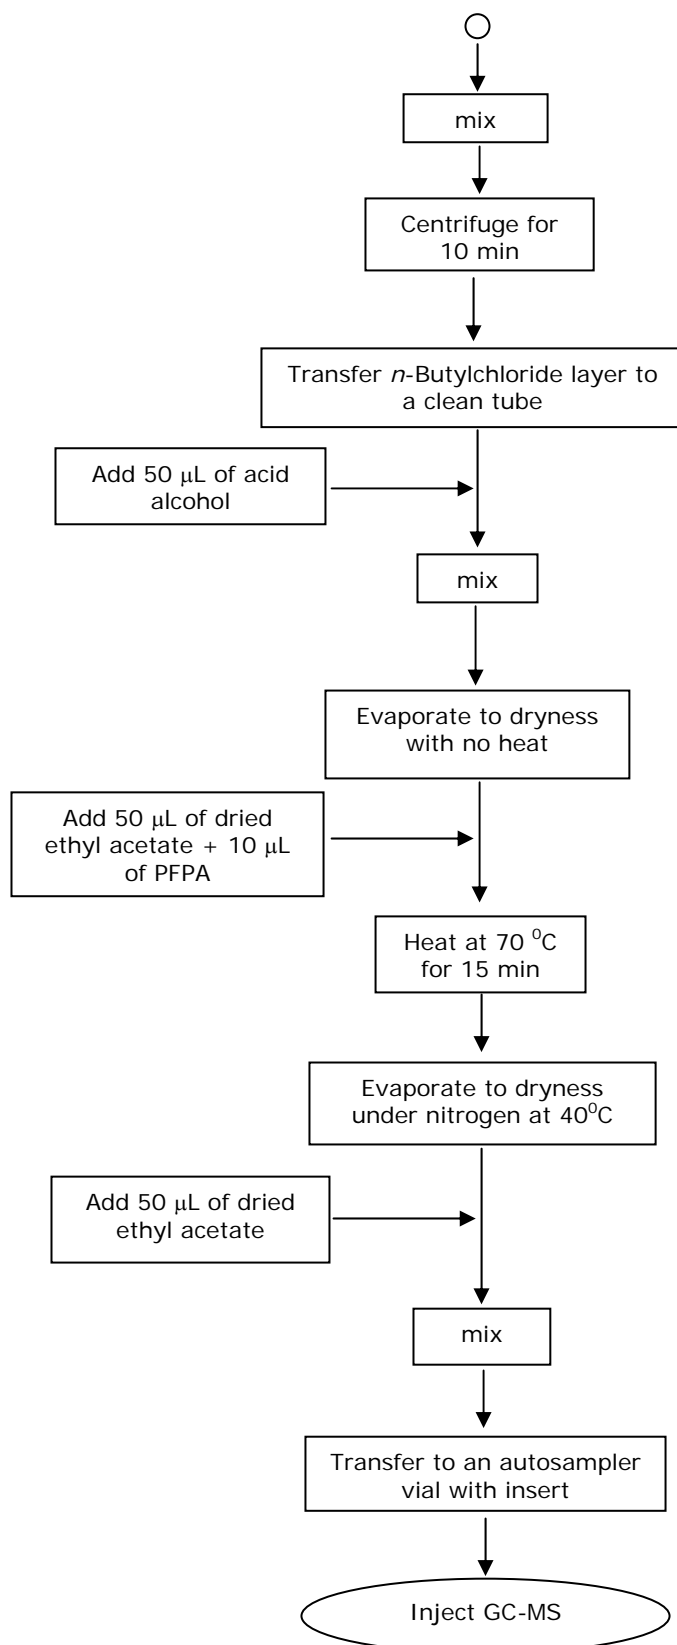 mix
Centrifuge for
10 min
Transfer n-Butylchloride layer to
a clean tube
Add 50 μL of acid
alcohol
mix
Evaporate to dryness
with no heat
Add 50 μL of dried
ethyl acetate + 10 μL
of PFPA
Heat at 70 ⁰C
for 15 min
Evaporate to dryness
under nitrogen at 40⁰C
Add 50 μL of dried
ethyl acetate
mix
Transfer to an autosampler
vial with insert
Inject GC-MS